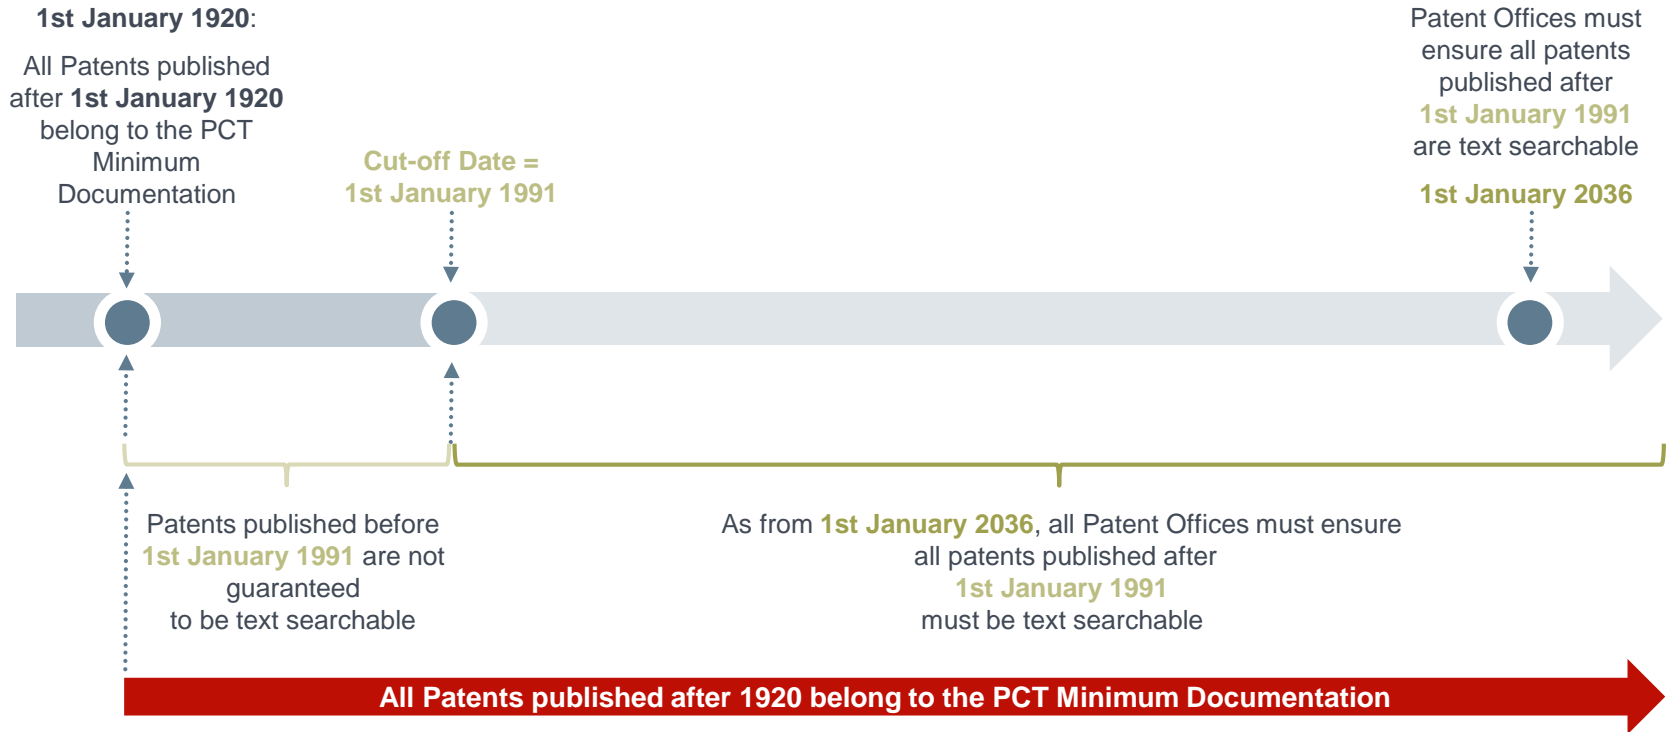 1st January 1920:
All Patents published
after 1st January 1920
belong to the PCT
Minimum
Documentation
Cut-off Date =
1st January 1991
Patent Offices must
ensure all patents
published after
1st January 1991
are text searchable
1st January 2036
Patents published before
1st January 1991 are not
guaranteed
to be text searchable
As from 1st January 2036, all Patent Offices must ensure
all patents published after
1st January 1991
must be text searchable
All Patents published after 1920 belong to the PCT Minimum Documentation